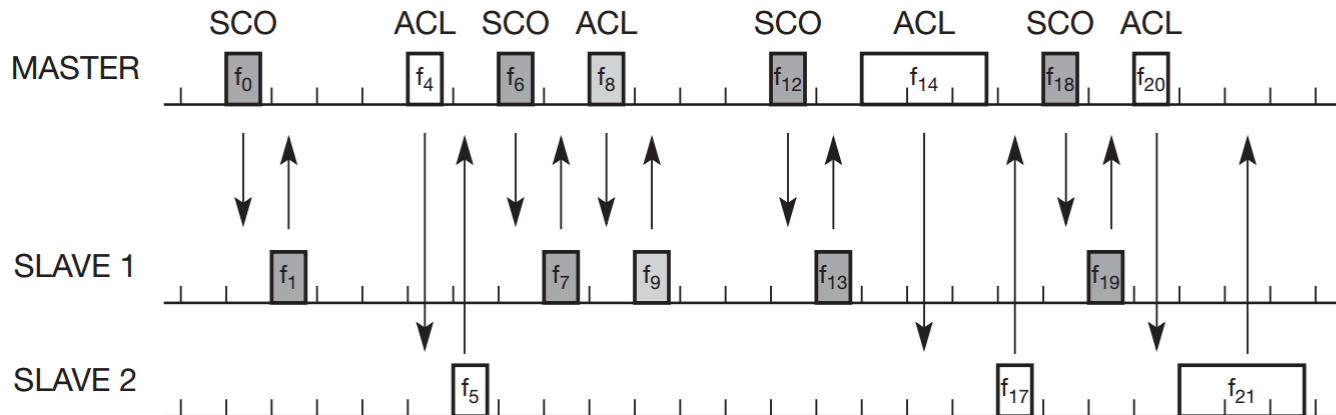 SCO ACL SCO ACL SCO ACL SCO ACL
MASTER f0 f4 f6 f8 f12 f14 f18 f20
SLAVE 1 f1 f7 f9 f13 f19
SLAVE 2 f5 f17 f21